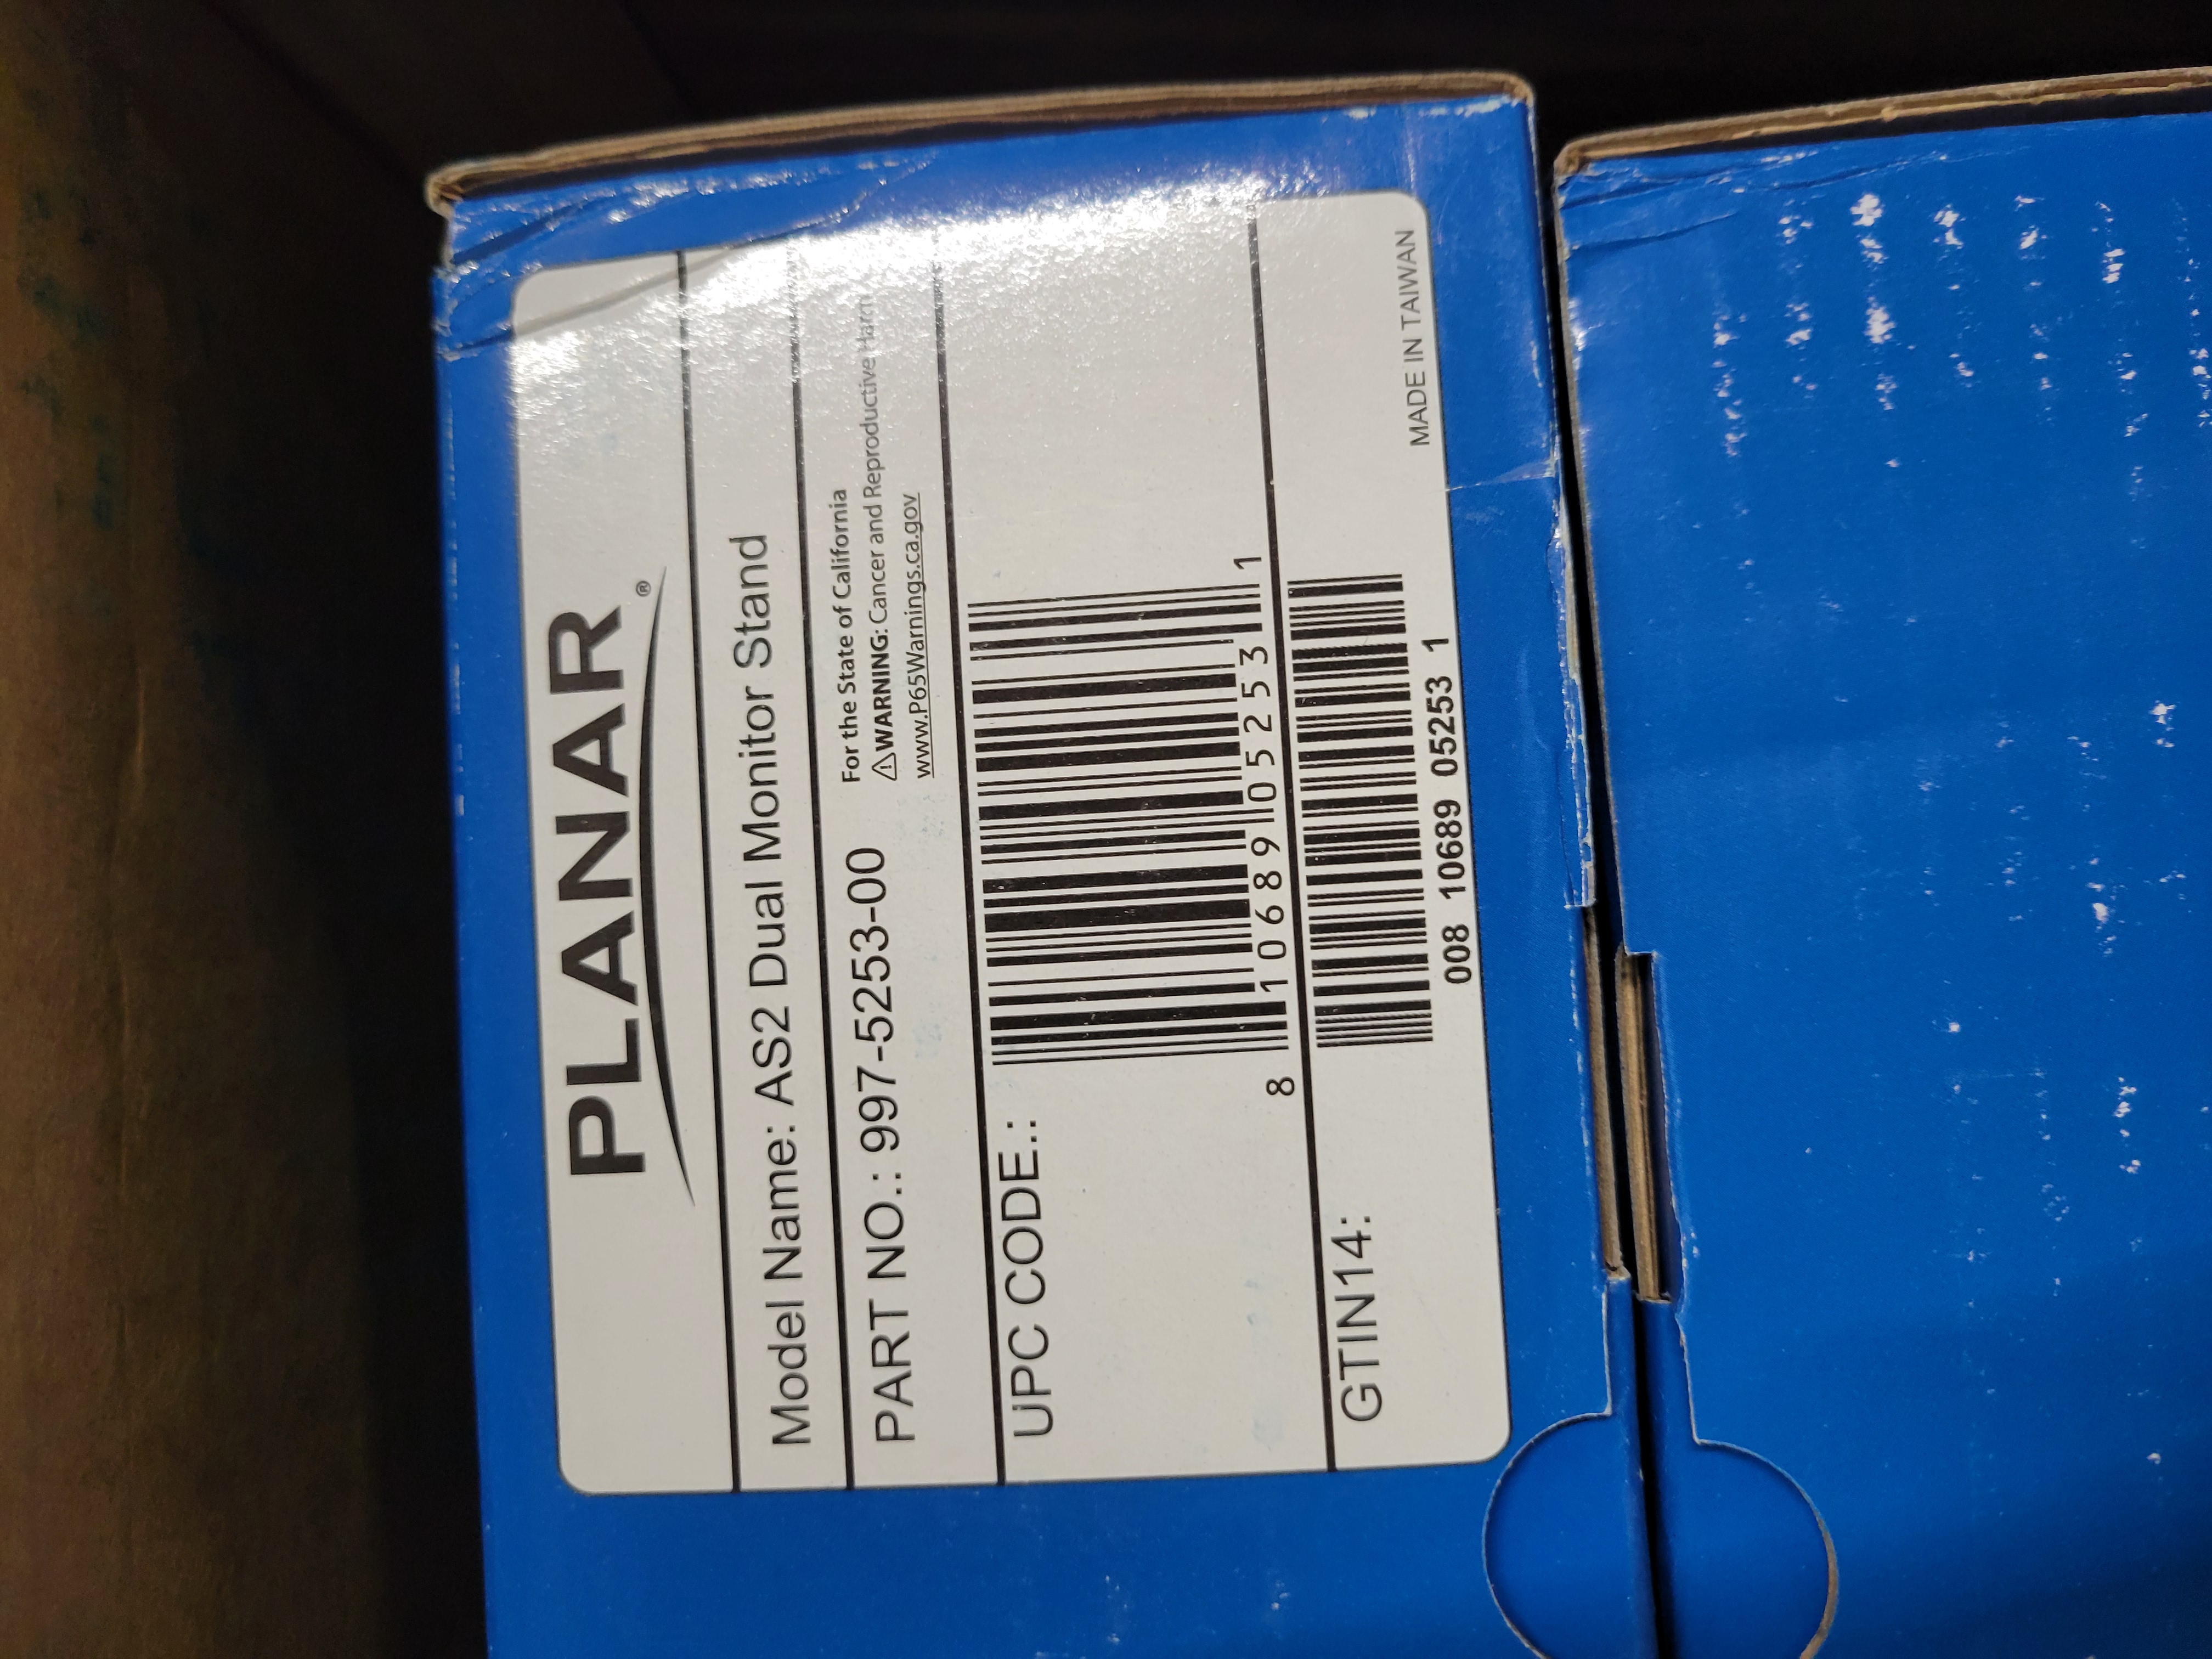 PLANAR®
Model Name: AS2 Dual Monitor Stand
PART NO.: 997-5253-00
For the State of California
⚠WARNING: Cancer and Reproductive Harm
www.P65Warnings.ca.gov
UPC CODE.:
8 10689 05253 1
GTIN14:
008 10689 05253 1
MADE IN TAIWAN